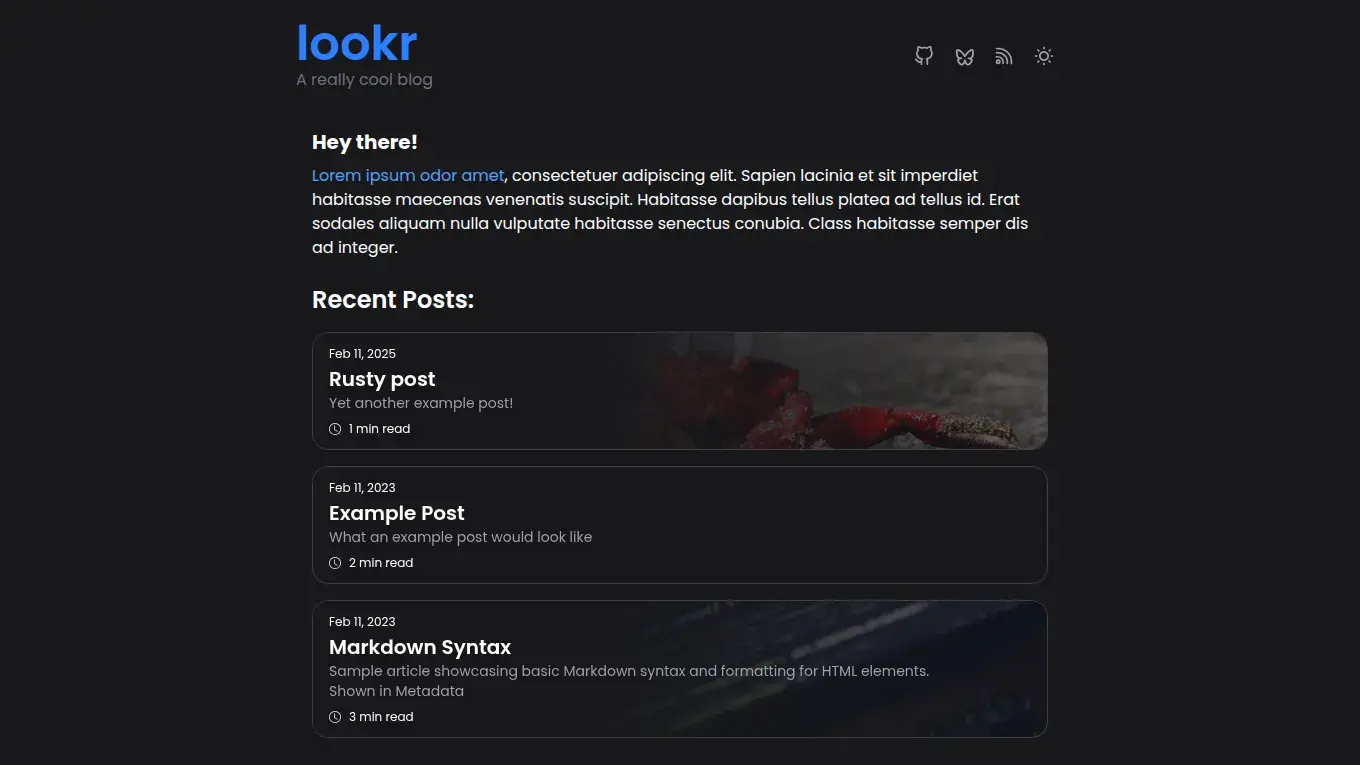 lookr
A really cool blog
Hey there!
Lorem ipsum odor amet, consectetuer adipiscing elit. Sapien lacinia et sit imperdiet
habitasse maecenas venenatis suscipit. Habitasse dapibus tellus platea ad tellus id. Erat
sodales aliquam nulla vulputate habitasse senectus conubia. Class habitasse semper dis
ad integer.
Recent Posts:
Feb 11, 2025
Rusty post
Yet another example post!
1 min read
Feb 11, 2023
Example Post
What an example post would look like
2 min read
Feb 11, 2023
Markdown Syntax
Sample article showcasing basic Markdown syntax and formatting for HTML elements.
Shown in Metadata
3 min read